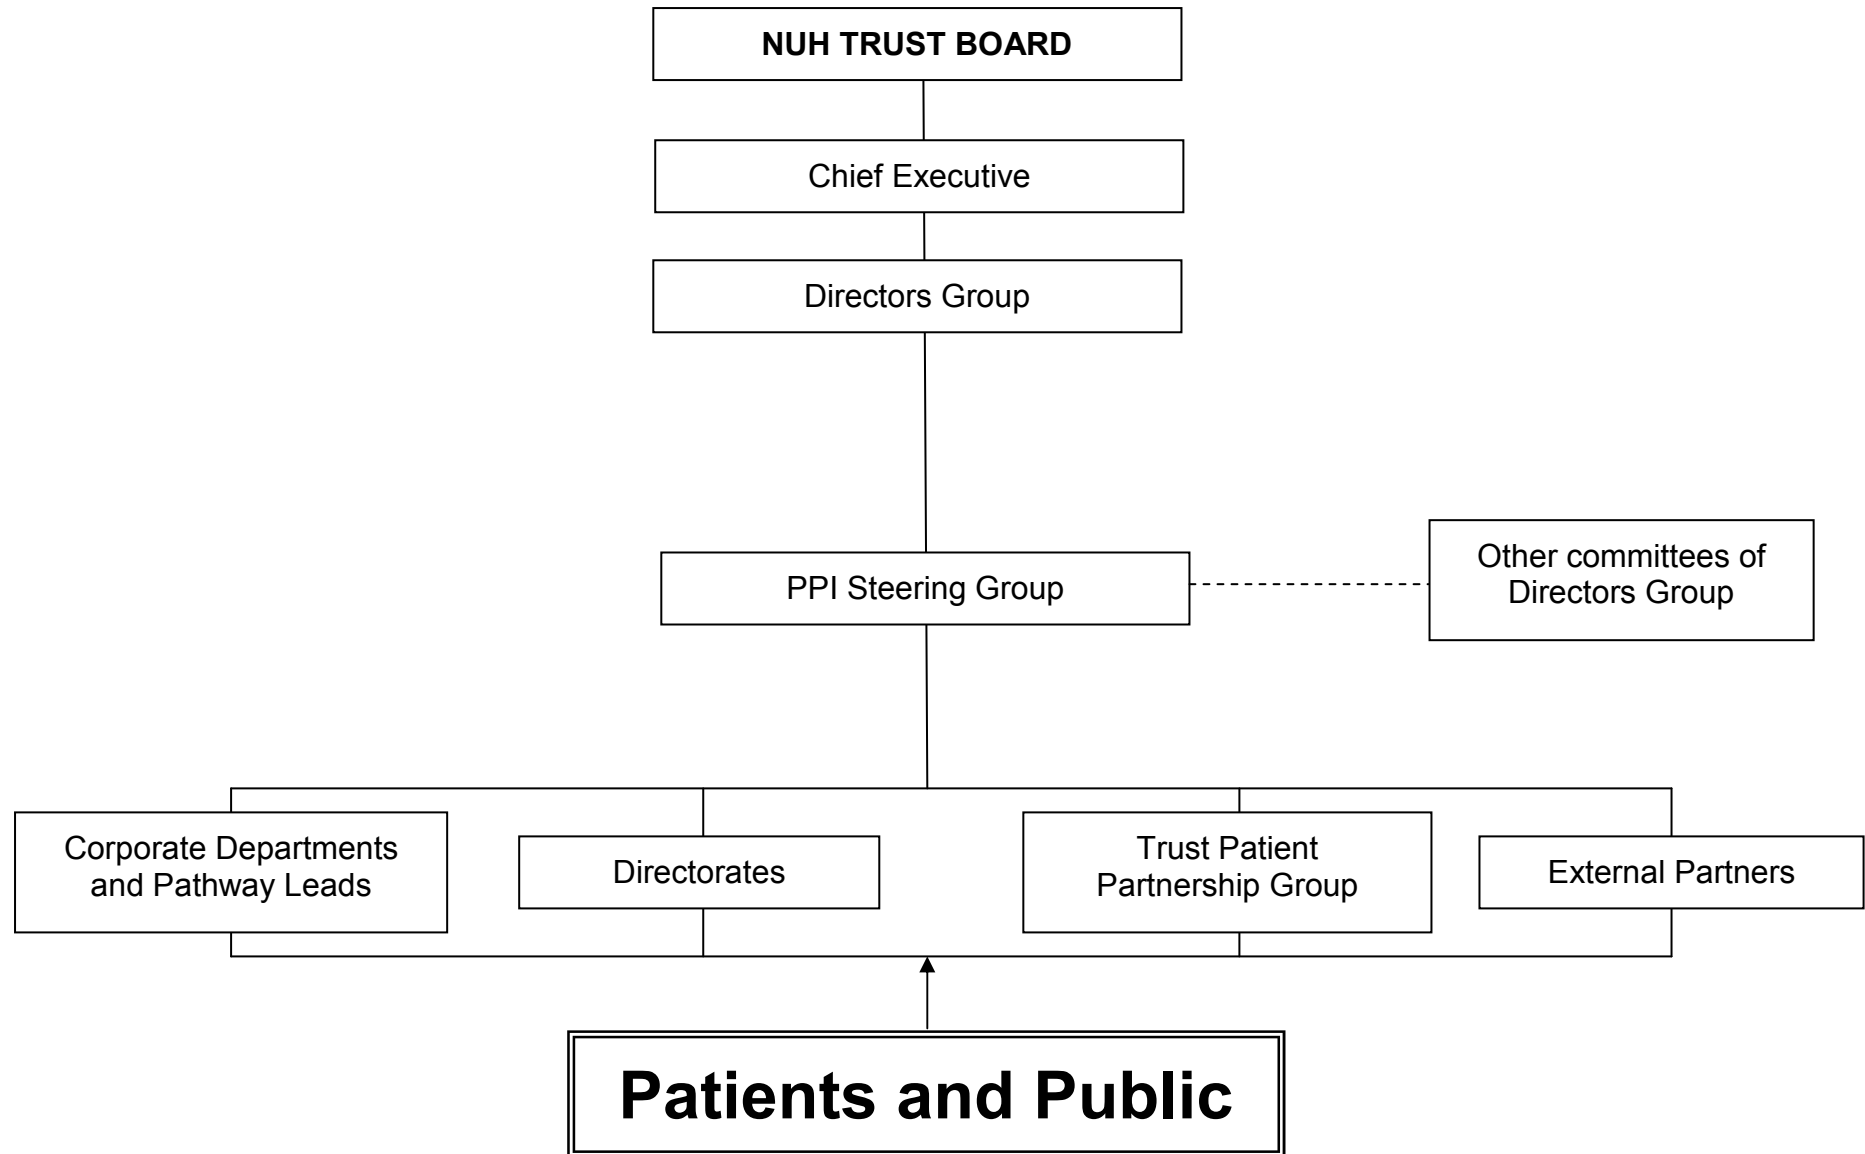 NUH TRUST BOARD
Chief Executive
Directors Group
PPI Steering Group
Other committees of
Directors Group
Corporate Departments
and Pathway Leads
Directorates
Trust Patient
Partnership Group
External Partners
Patients and Public